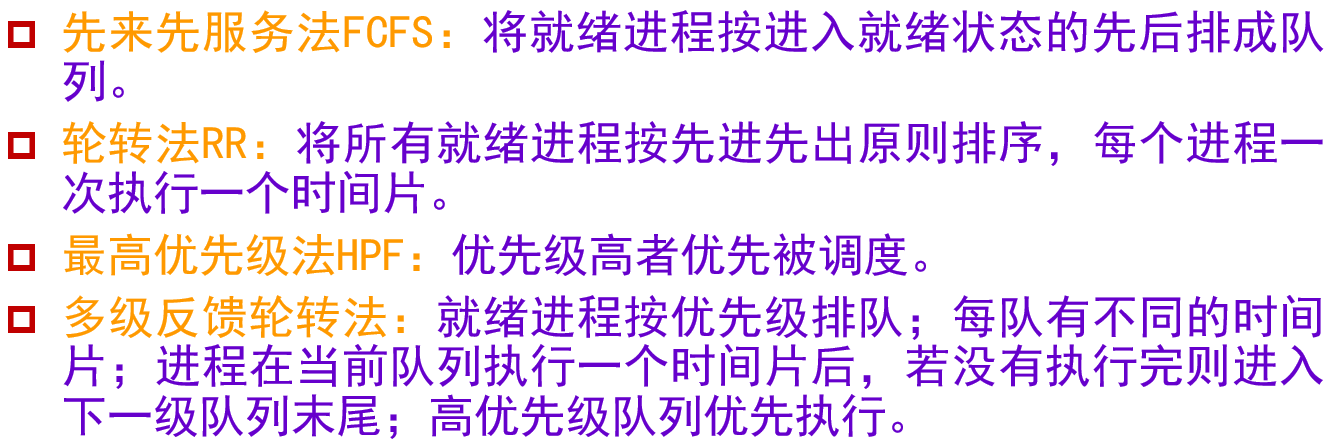 先来先服务法FCFS：将就绪进程按进入就绪状态的先后排成队
列。
轮转法RR：将所有就绪进程按先进先出原则排序，每个进程一
次执行一个时间片。
最高优先级法HPF：优先级高者优先被调度。
多级反馈轮转法：就绪进程按优先级排队；每队有不同的时间
片；进程在当前队列执行一个时间片后，若没有执行完则进入
下一级队列末尾；高优先级队列优先执行。